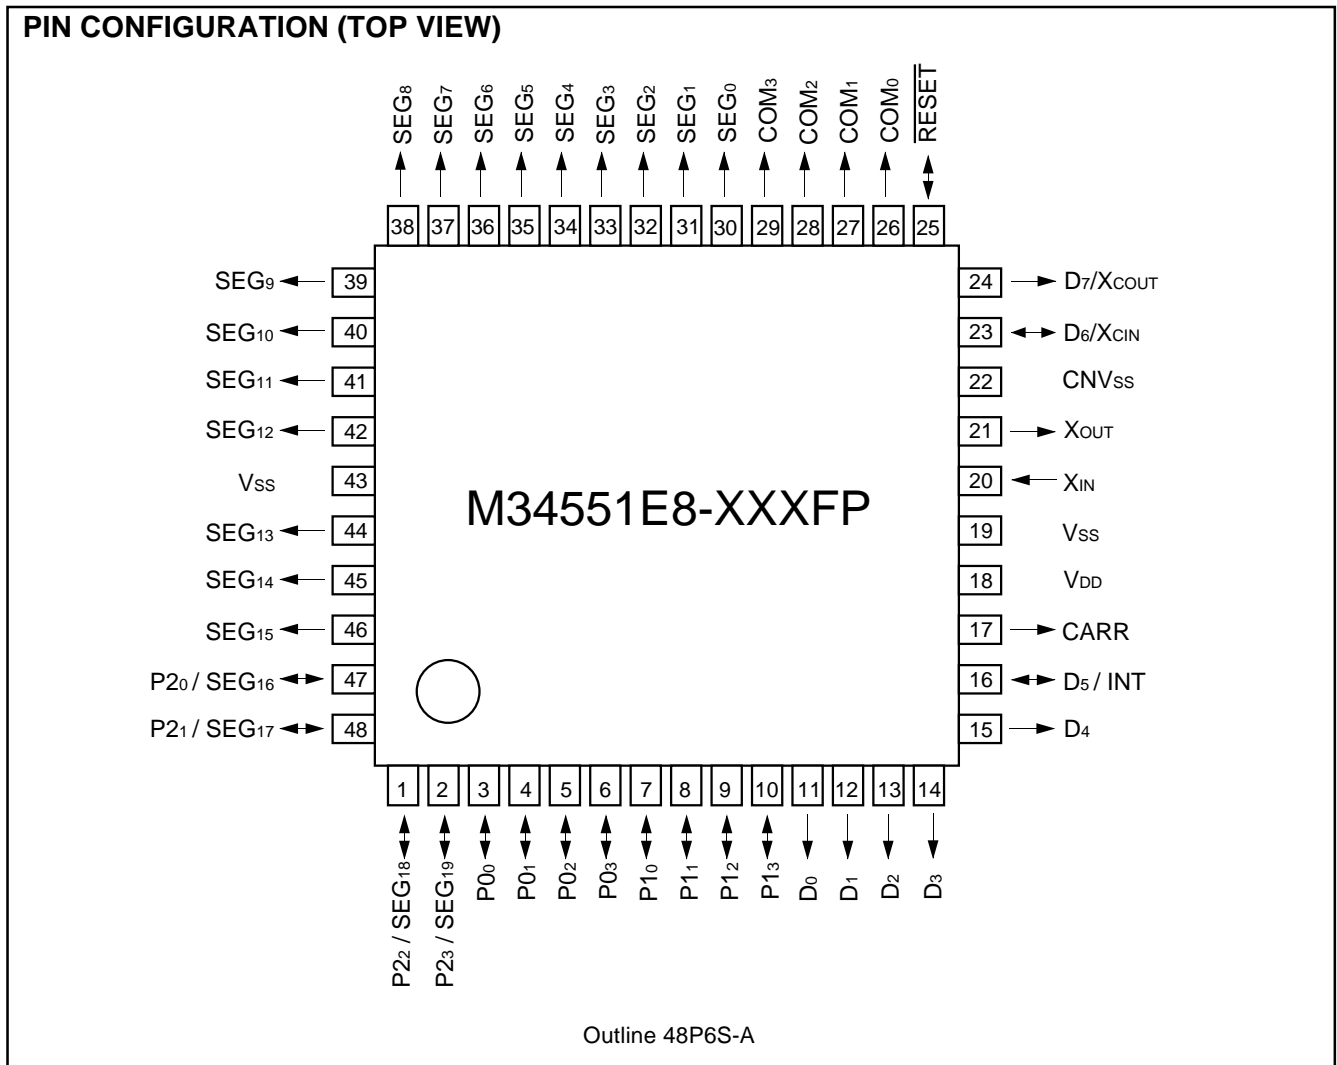 PIN CONFIGURATION (TOP VIEW)
SEG8
SEG7
SEG6
SEG5
SEG4
SEG3
SEG2
SEG1
SEG0
COM3
COM2
COM1
COM0
RESET
38 37 36 35 34 33 32 31 30 29 28 27 26 25
SEG9 39
SEG10 40
SEG11 41
SEG12 42
VSS 43
SEG13 44
SEG14 45
SEG15 46
P20 / SEG16 47
P21 / SEG17 48
M34551E8-XXXFP
24 D7/XCOUT
23 D6/XCIN
22 CNVSS
21 XOUT
20 XIN
19 VSS
18 VDD
17 CARR
16 D5 / INT
15 D4
1 2 3 4 5 6 7 8 9 10 11 12 13 14
P22 / SEG18
P23 / SEG19
P00
P01
P02
P03
P10
P11
P12
P13
D0
D1
D2
D3
Outline 48P6S-A